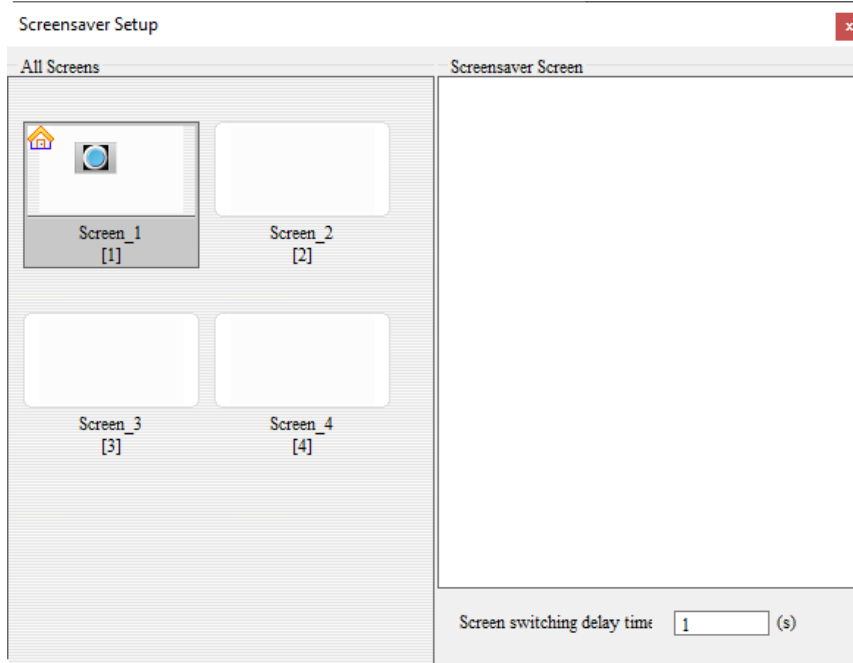 Screensaver Setup
x
All Screens
Screensaver Screen
Screen_1
[1]
Screen_2
[2]
Screen_3
[3]
Screen_4
[4]
Screen switching delay time 1 (s)